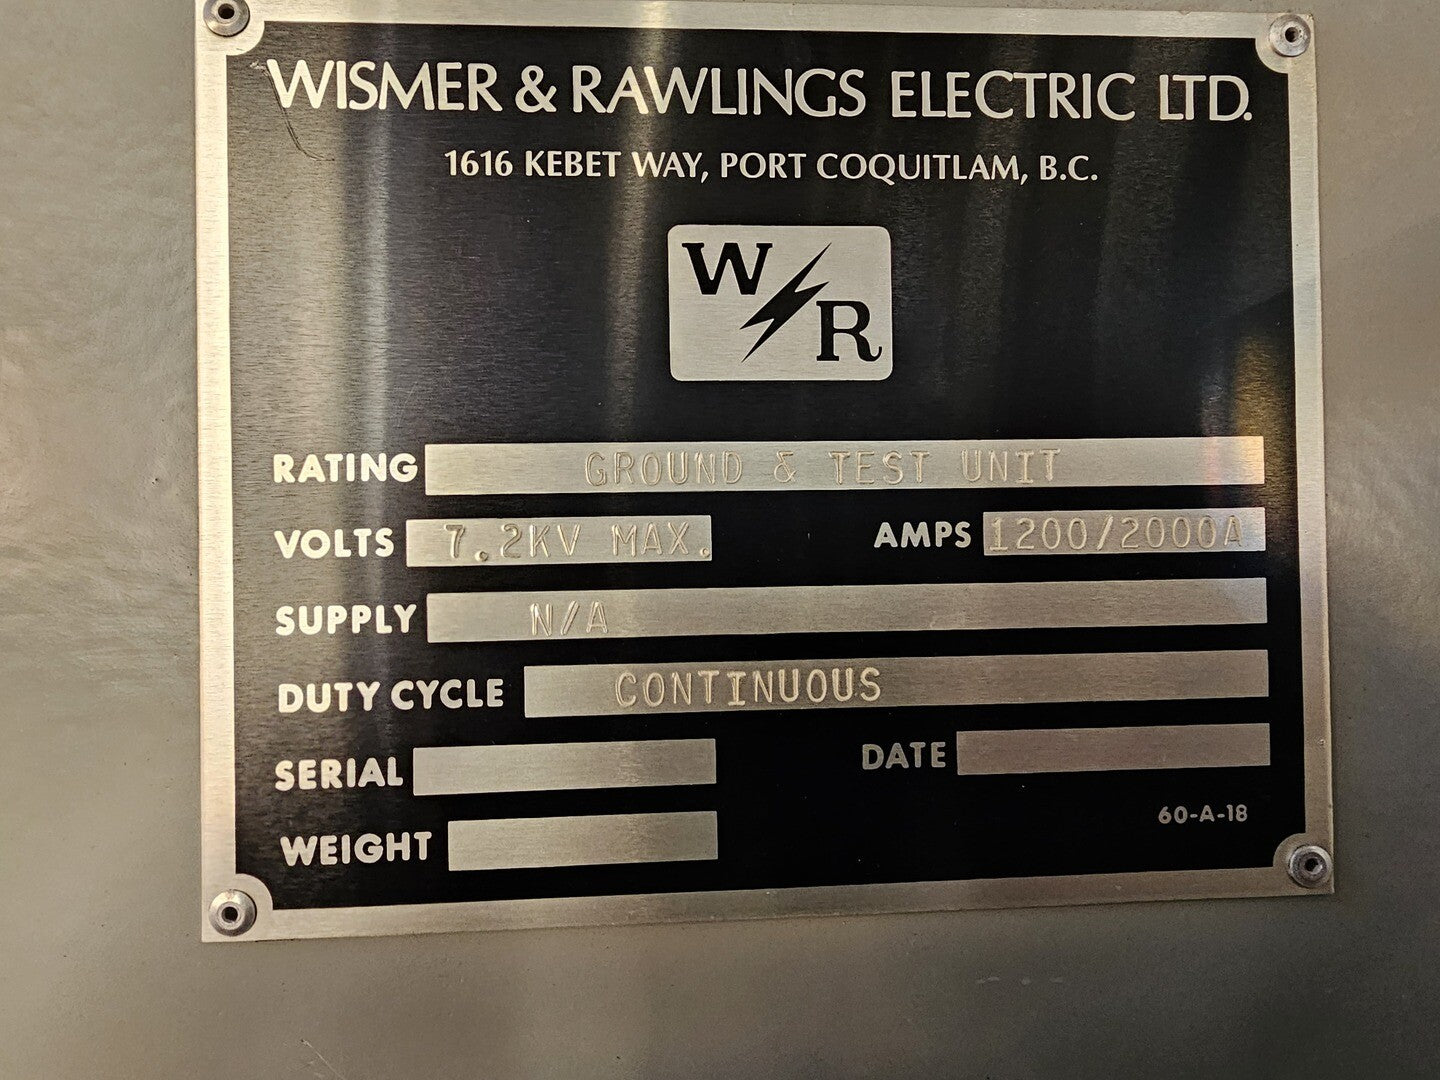 WISMER & RAWLINGS ELECTRIC LTD.
1616 KEBET WAY, PORT COQUITLAM, B.C.
W R
RATING GROUND & TEST UNIT
VOLTS 7.2KV MAX. AMPS 1200/2000A
SUPPLY N/A
DUTY CYCLE CONTINUOUS
SERIAL DATE
60-A-18
WEIGHT